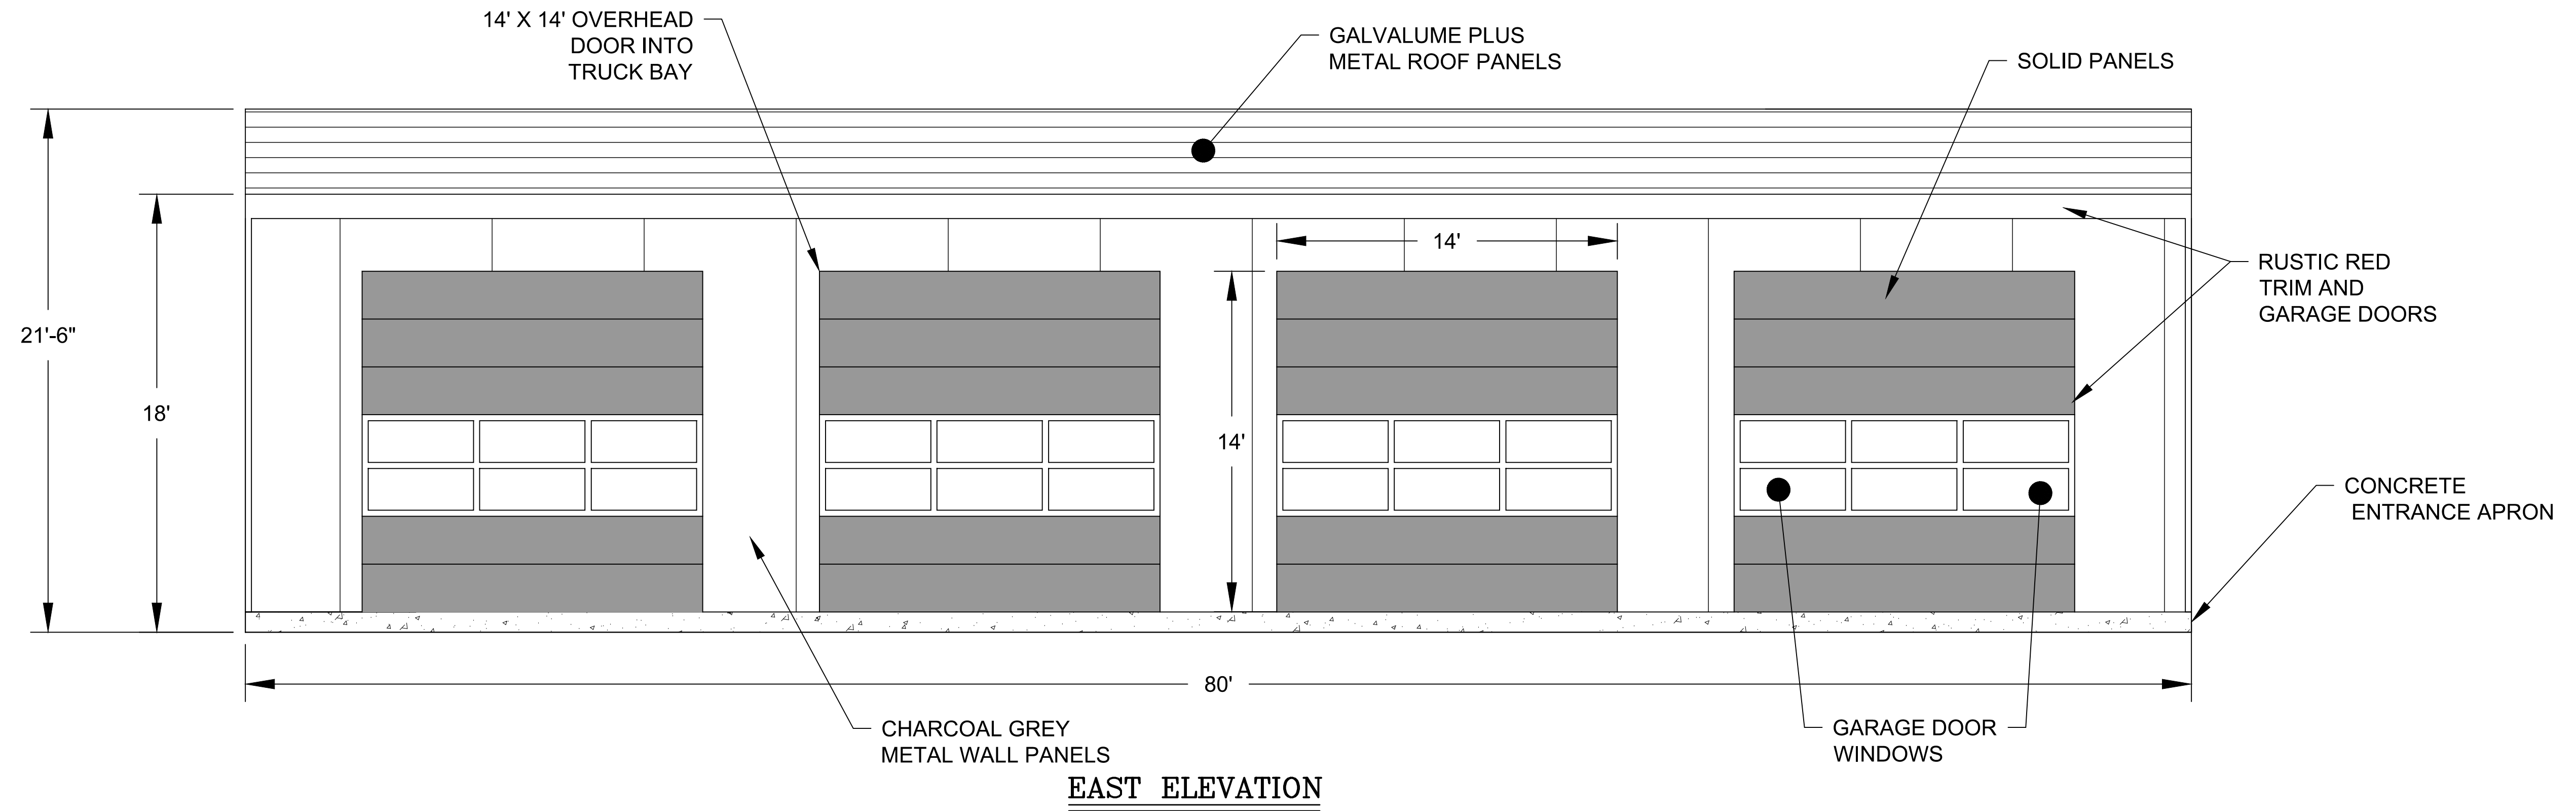 14' X 14' OVERHEAD
DOOR INTO
TRUCK BAY
GALVALUME PLUS
METAL ROOF PANELS
SOLID PANELS
14'
RUSTIC RED
TRIM AND
GARAGE DOORS
21'-6"
18'
14'
CONCRETE
ENTRANCE APRON
80'
CHARCOAL GREY
METAL WALL PANELS
GARAGE DOOR
WINDOWS
EAST ELEVATION